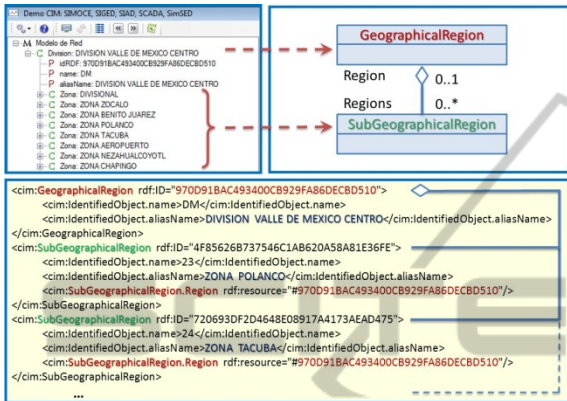 Demo CIM: SIMOCE, SIGED, SIAD, SCADA, SimSED
Modelo de Red
C Division: DIVISION VALLE DE MEXICO CENTRO
P idRDF: 970D91BAC493400CB929FA86DECBD510
P name: DM
P aliasName: DIVISION VALLE DE MEXICO CENTRO
C Zona: DIVISIONAL
C Zona: ZONA ZOCALO
C Zona: ZONA BENITO JUAREZ
C Zona: ZONA POLANCO
C Zona: ZONA TACUBA
C Zona: ZONA AEROPUERTO
C Zona: ZONA NEZAHUALCOYOTL
C Zona: ZONA CHAPINGO
GeographicalRegion
Region 0..1
Regions 0..*
SubGeographicalRegion
<cim:GeographicalRegion rdf:ID="970D91BAC493400CB929FA86DECBD510">
<cim:IdentifiedObject.name>DM</cim:IdentifiedObject.name>
<cim:IdentifiedObject.aliasName>DIVISION VALLE DE MEXICO CENTRO</cim:IdentifiedObject.aliasName>
</cim:GeographicalRegion>
<cim:SubGeographicalRegion rdf:ID="4F85626B737546C1AB620A58A81E36FE">
<cim:IdentifiedObject.name>23</cim:IdentifiedObject.name>
<cim:IdentifiedObject.aliasName>ZONA POLANCO</cim:IdentifiedObject.aliasName>
<cim:SubGeographicalRegion.Region rdf:resource="#970D91BAC493400CB929FA86DECBD510"/>
</cim:SubGeographicalRegion>
<cim:SubGeographicalRegion rdf:ID="720693DF2D4648E08917A4173AEAD475">
<cim:IdentifiedObject.name>24</cim:IdentifiedObject.name>
<cim:IdentifiedObject.aliasName>ZONA TACUBA</cim:IdentifiedObject.aliasName>
<cim:SubGeographicalRegion.Region rdf:resource="#970D91BAC493400CB929FA86DECBD510"/>
</cim:SubGeographicalRegion>
...